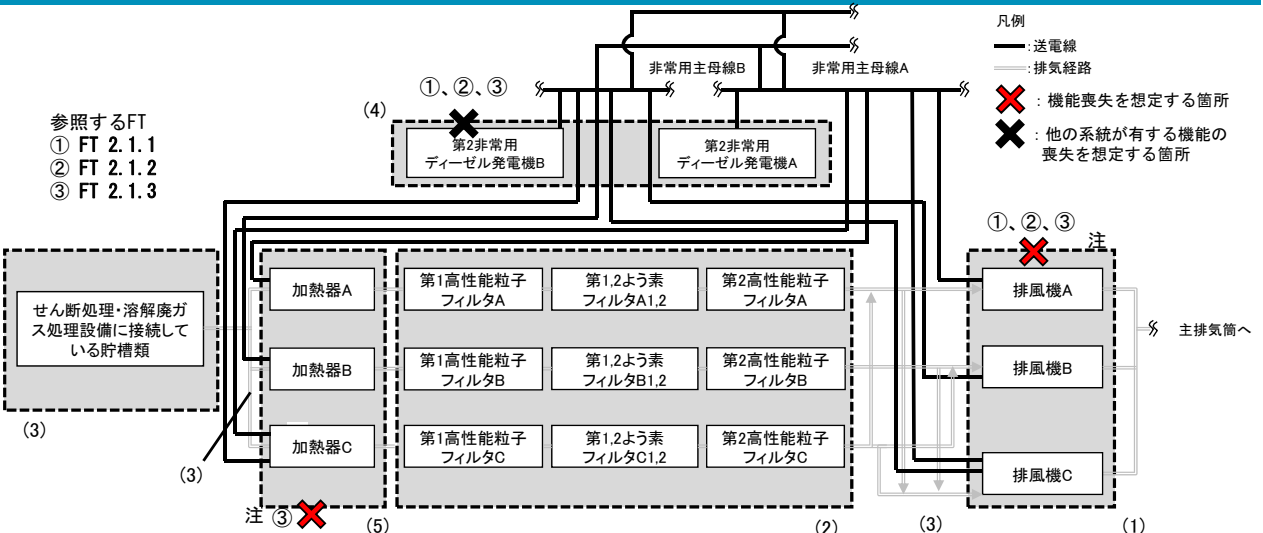 凡例
:送電線
:排気経路
:機能喪失を想定する箇所
:他の系統が有する機能の
喪失を想定する箇所
非常用主母線B
非常用主母線A
①、②、③
(4)
第2非常用
ディーゼル発電機B
第2非常用
ディーゼル発電機A
参照するFT
① FT 2.1.1
② FT 2.1.2
③ FT 2.1.3
①、②、③
注
せん断処理・溶解廃ガ
ス処理設備に接続して
いる貯槽類
(3)
(3)
加熱器A
第1高性能粒子
フィルタA
第1,2よう素
フィルタA1,2
第2高性能粒子
フィルタA
排風機A
加熱器B
第1高性能粒子
フィルタB
第1,2よう素
フィルタB1,2
第2高性能粒子
フィルタB
排風機B
主排気筒へ
加熱器C
第1高性能粒子
フィルタC
第1,2よう素
フィルタC1,2
第2高性能粒子
フィルタC
排風機C
注 ③
(5)
(2)
(3)
(1)